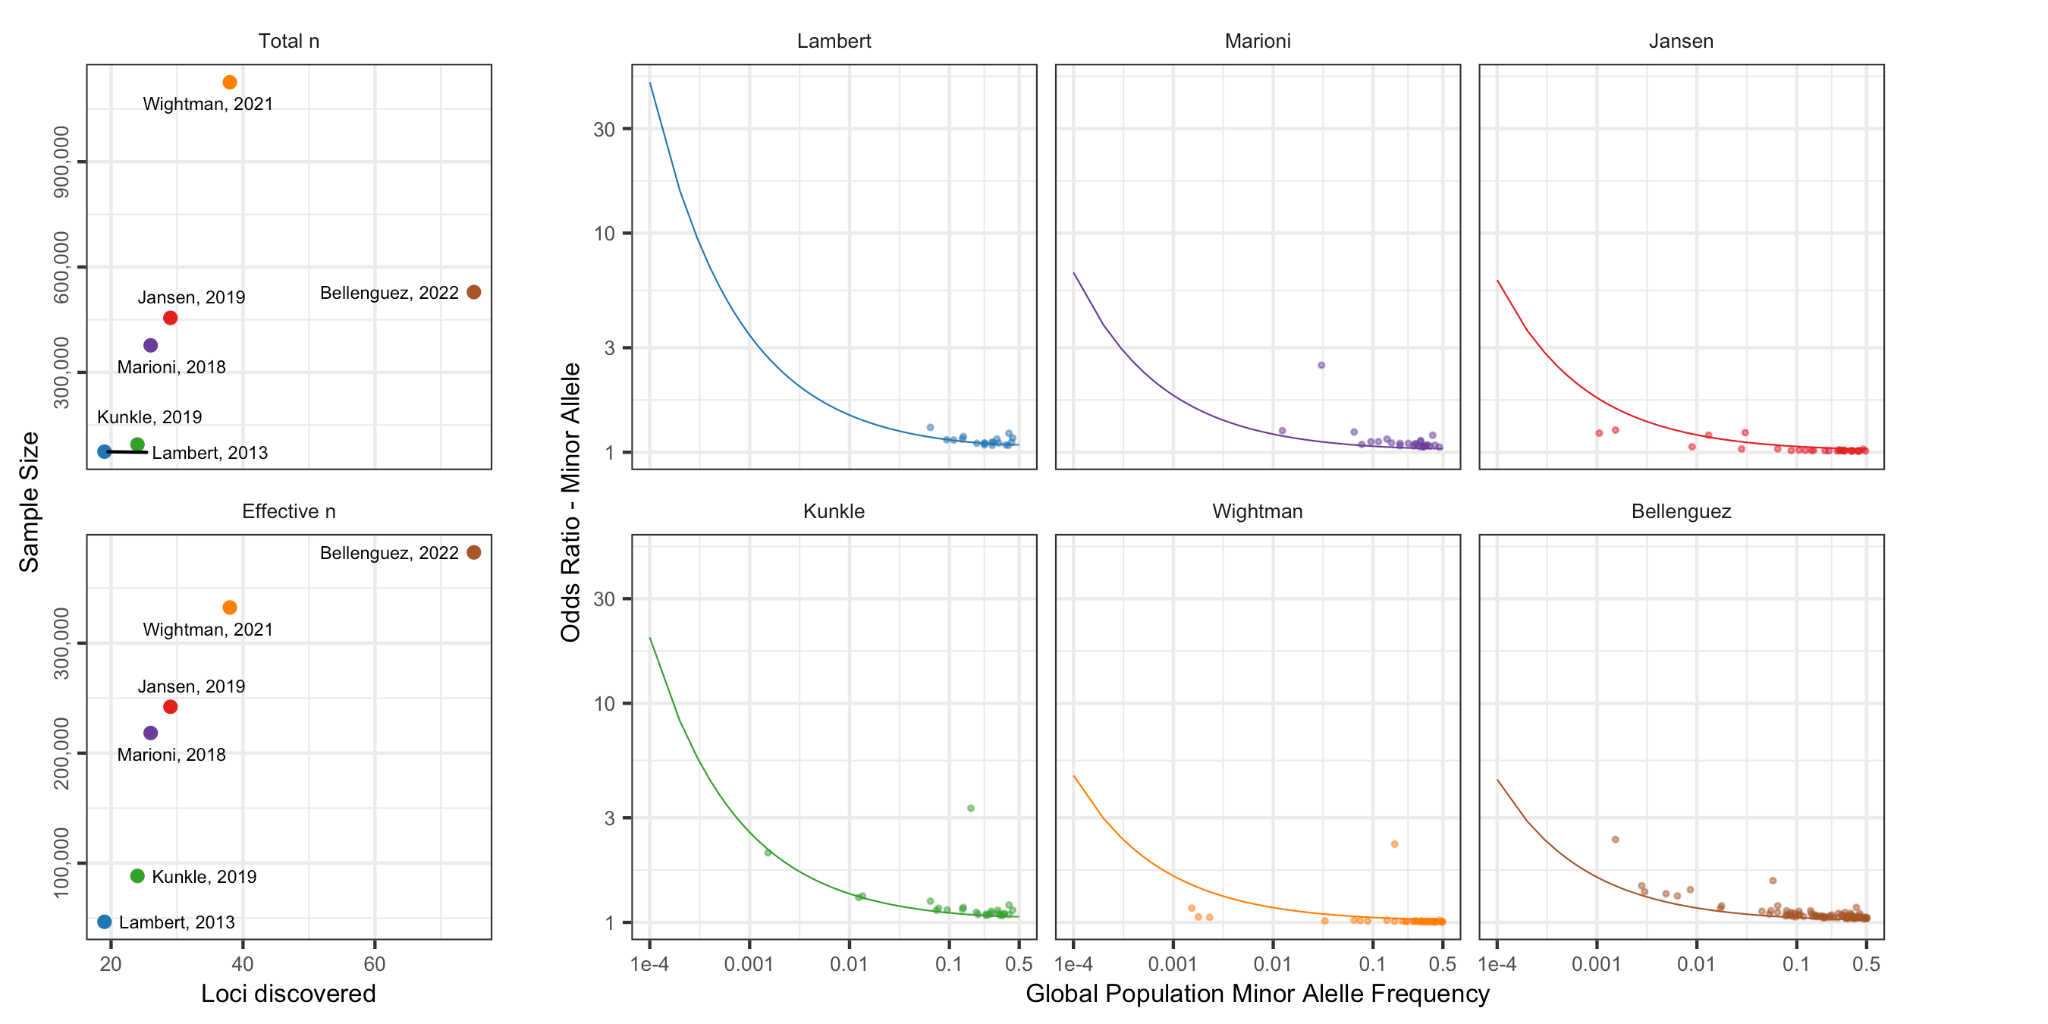 Total n
Wightman, 2021
Bellenguez, 2022
Jansen, 2019
Marioni, 2018
Kunkle, 2019
Lambert, 2013
900,000
600,000
300,000
Sample Size
Effective n
Bellenguez, 2022
Wightman, 2021
Jansen, 2019
Marioni, 2018
Kunkle, 2019
Lambert, 2013
300,000
200,000
100,000
20 40 60
Loci discovered
Lambert Marioni Jansen
30
10
3
1
Odds Ratio - Minor Allele
Kunkle Wightman Bellenguez
30
10
3
1
1e-4 0.001 0.01 0.1 0.5 1e-4 0.001 0.01 0.1 0.5 1e-4 0.001 0.01 0.1 0.5
Global Population Minor Alelle Frequency